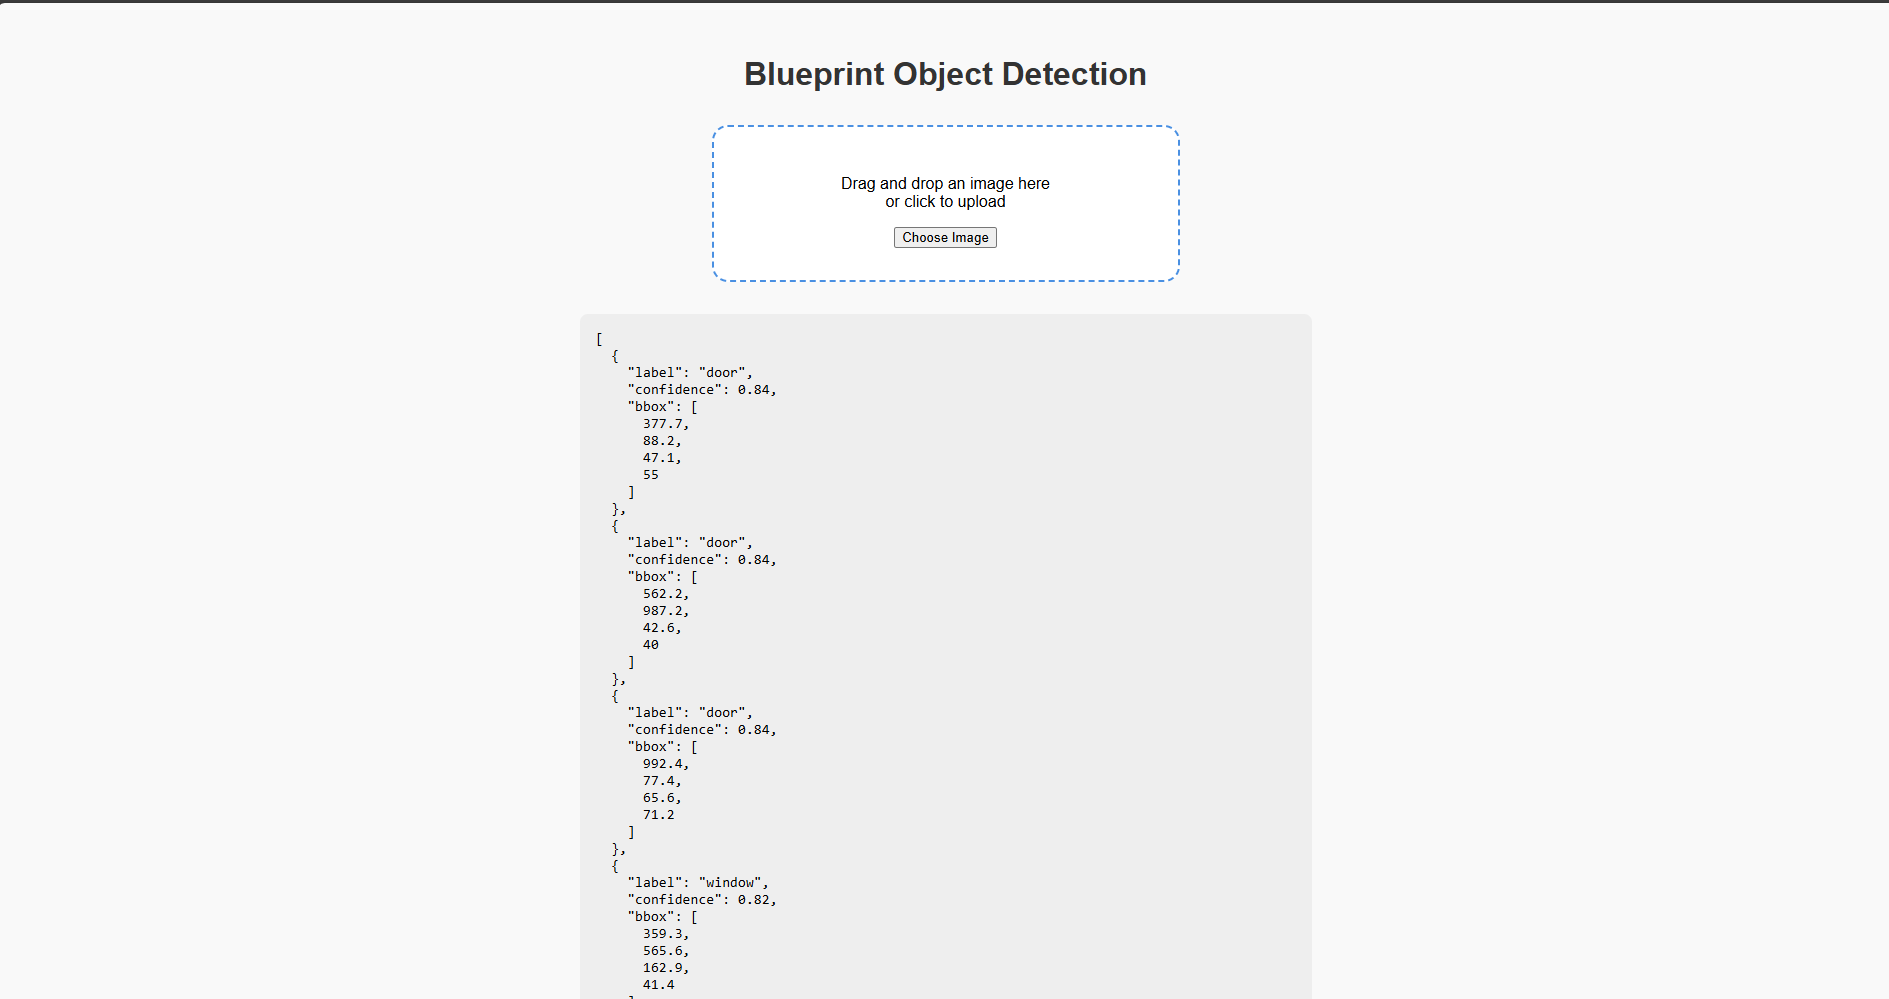 Blueprint Object Detection
Drag and drop an image here
or click to upload
Choose Image
[
  {
    "label": "door",
    "confidence": 0.84,
    "bbox": [
      377.7,
      88.2,
      47.1,
      55
    ]
  },
  {
    "label": "door",
    "confidence": 0.84,
    "bbox": [
      562.2,
      987.2,
      42.6,
      40
    ]
  },
  {
    "label": "door",
    "confidence": 0.84,
    "bbox": [
      992.4,
      77.4,
      65.6,
      71.2
    ]
  },
  {
    "label": "window",
    "confidence": 0.82,
    "bbox": [
      359.3,
      565.6,
      162.9,
      41.4